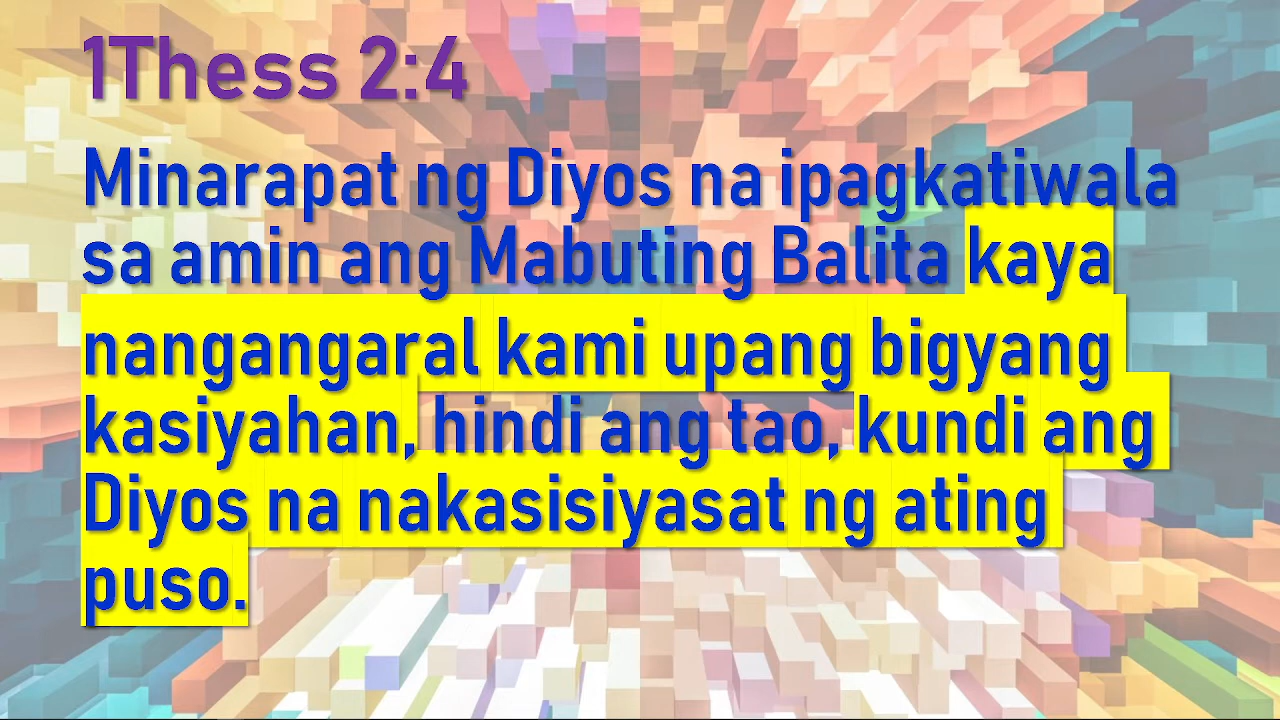 1Thess 2:4
Minarapat ng Diyos na ipagkatiwala
sa amin ang Mabuting Balita kaya
nangangaral kami upang bigyang
kasiyahan, hindi ang tao, kundi ang
Diyos na nakasisiyasat ng ating
puso.